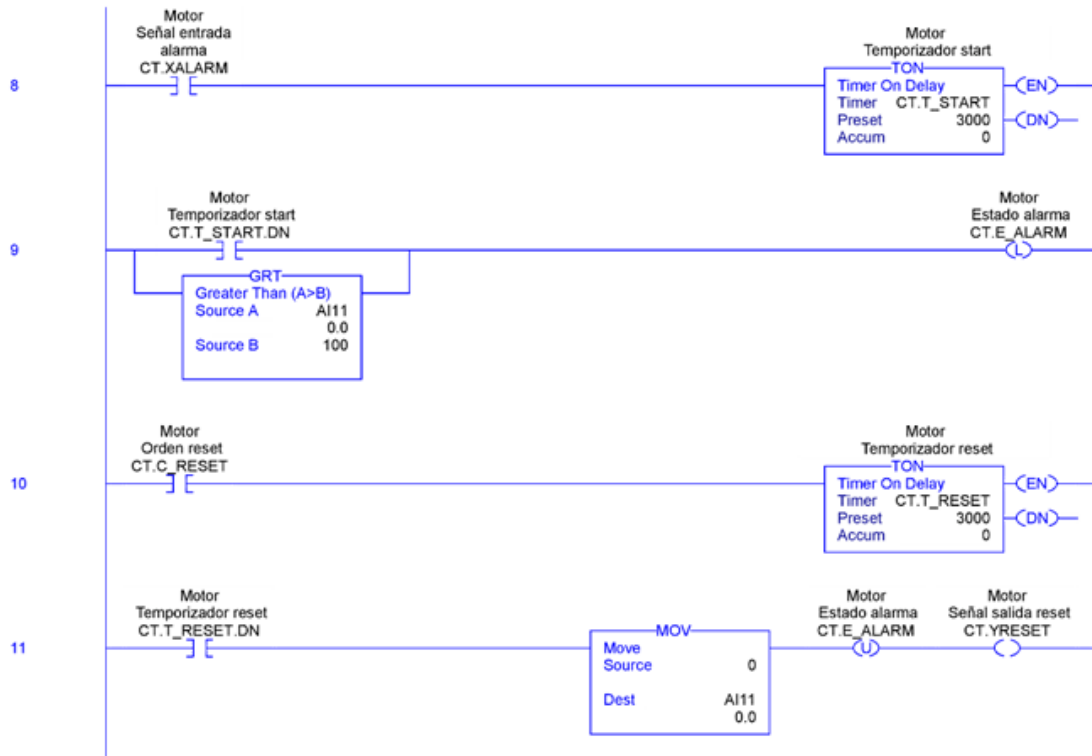 Motor
Señal entrada
alarma
CT.XALARM
8
Motor
Temporizador start
TON
Timer On Delay
Timer CT.T_START
Preset 3000
Accum 0
EN
DN
Motor
Temporizador start
CT.T_START.DN
9
GRT
Greater Than (A>B)
Source A AI11
0.0
Source B 100
Motor
Estado alarma
CT.E_ALARM
L
Motor
Orden reset
CT.C_RESET
10
Motor
Temporizador reset
TON
Timer On Delay
Timer CT.T_RESET
Preset 3000
Accum 0
EN
DN
Motor
Temporizador reset
CT.T_RESET.DN
11
MOV
Move
Source 0
Dest AI11
0.0
Motor
Estado alarma
CT.E_ALARM
U
Motor
Señal salida reset
CT.YRESET